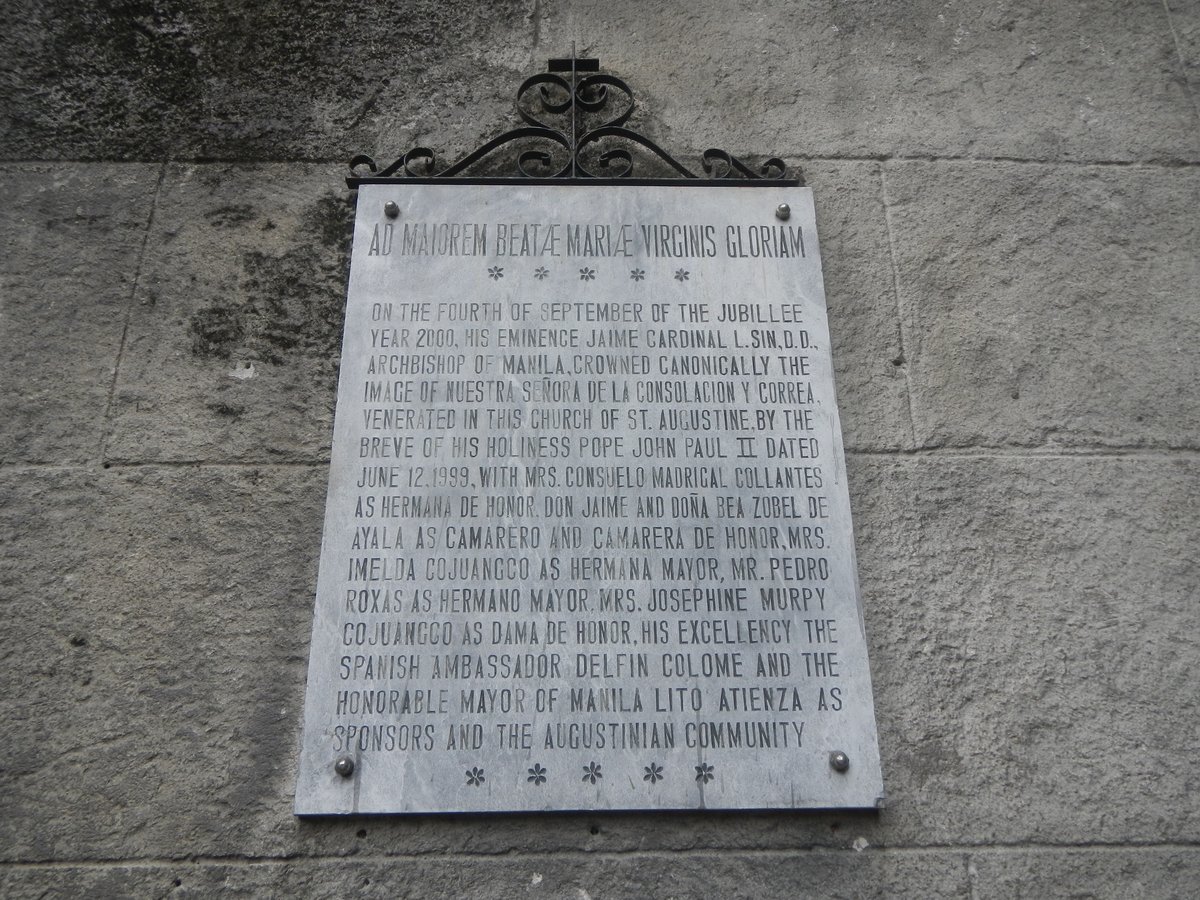 AD MAIOREM BEATÆ MARIÆ VIRGINIS GLORIAM
ON THE FOURTH OF SEPTEMBER OF THE JUBILLEE
YEAR 2000, HIS EMINENCE JAIME CARDINAL L. SIN, D.D.,
ARCHBISHOP OF MANILA, CROWNED CANONICALLY THE
IMAGE OF NUESTRA SEÑORA DE LA CONSOLACION Y CORREA,
VENERATED IN THIS CHURCH OF ST. AUGUSTINE, BY THE
BREVE OF HIS HOLINESS POPE JOHN PAUL II DATED
JUNE 12, 1999, WITH MRS. CONSUELO MADRIGAL COLLANTES
AS HERMANA DE HONOR, DON JAIME AND DOÑA BEA ZOBEL DE
AYALA AS CAMARERO AND CAMARERA DE HONOR, MRS.
IMELDA COJUANGCO AS HERMANA MAYOR, MR. PEDRO
ROXAS AS HERMANO MAYOR, MRS. JOSEPHINE MURPY
COJUANGCO AS DAMA DE HONOR, HIS EXCELLENCY THE
SPANISH AMBASSADOR DELFIN COLOME AND THE
HONORABLE MAYOR OF MANILA LITO ATIENZA AS
SPONSORS AND THE AUGUSTINIAN COMMUNITY